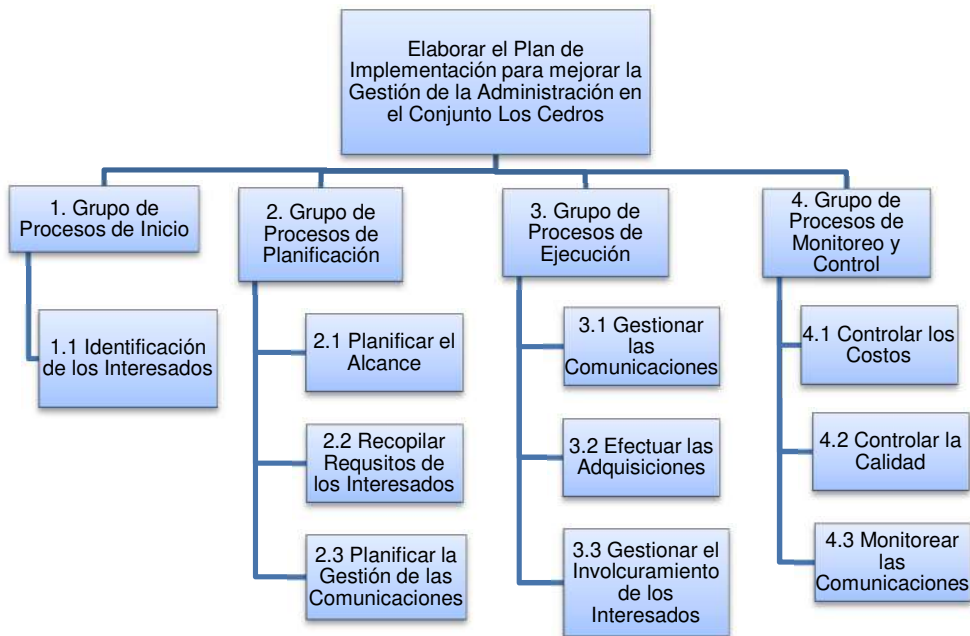 Elaborar el Plan de
Implementación para mejorar la
Gestión de la Administración en
el Conjunto Los Cedros
1. Grupo de
Procesos de Inicio
2. Grupo de
Procesos de
Planificación
3. Grupo de
Procesos de
Ejecución
4. Grupo de
Procesos de
Monitoreo y
Control
1.1 Identificación
de los Interesados
2.1 Planificar el
Alcance
2.2 Recopilar
Requsitos de
los Interesados
2.3 Planificar la
Gestión de las
Comunicaciones
3.1 Gestionar
las
Comunicaciones
3.2 Efectuar las
Adquisiciones
3.3 Gestionar el
Involcuramiento
de los
Interesados
4.1 Controlar los
Costos
4.2 Controlar la
Calidad
4.3 Monitorear
las
Comunicaciones